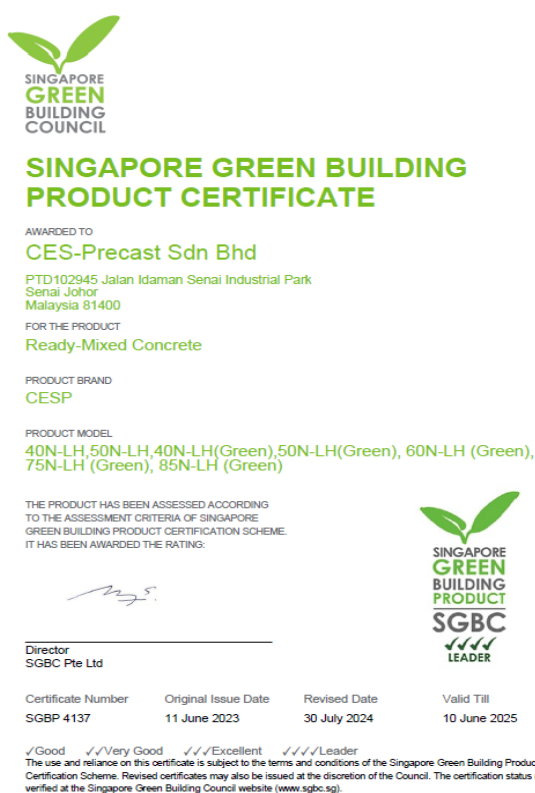 SINGAPORE
GREEN
BUILDING
COUNCIL
SINGAPORE GREEN BUILDING
PRODUCT CERTIFICATE
AWARDED TO
CES-Precast Sdn Bhd
PTD102945 Jalan Idaman Senai Industrial Park
Senai Johor
Malaysia 81400
FOR THE PRODUCT
Ready-Mixed Concrete
PRODUCT BRAND
CESP
PRODUCT MODEL
40N-LH,50N-LH,40N-LH(Green),50N-LH(Green), 60N-LH (Green),
75N-LH (Green), 85N-LH (Green)
THE PRODUCT HAS BEEN ASSESSED ACCORDING
TO THE ASSESSMENT CRITERIA OF SINGAPORE
GREEN BUILDING PRODUCT CERTIFICATION SCHEME.
IT HAS BEEN AWARDED THE RATING:
SINGAPORE
GREEN
BUILDING
PRODUCT
SGBC
✓✓✓✓
LEADER
Director
SGBC Pte Ltd
Certificate Number Original Issue Date Revised Date Valid Till
SGBP 4137 11 June 2023 30 July 2024 10 June 2025
✓Good ✓✓Very Good ✓✓✓Excellent ✓✓✓✓Leader
The use and reliance on this certificate is subject to the terms and conditions of the Singapore Green Building Produc
Certification Scheme. Revised certificates may also be issued at the discretion of the Council. The certification status
verified at the Singapore Green Building Council website (www.sgbc.sg).